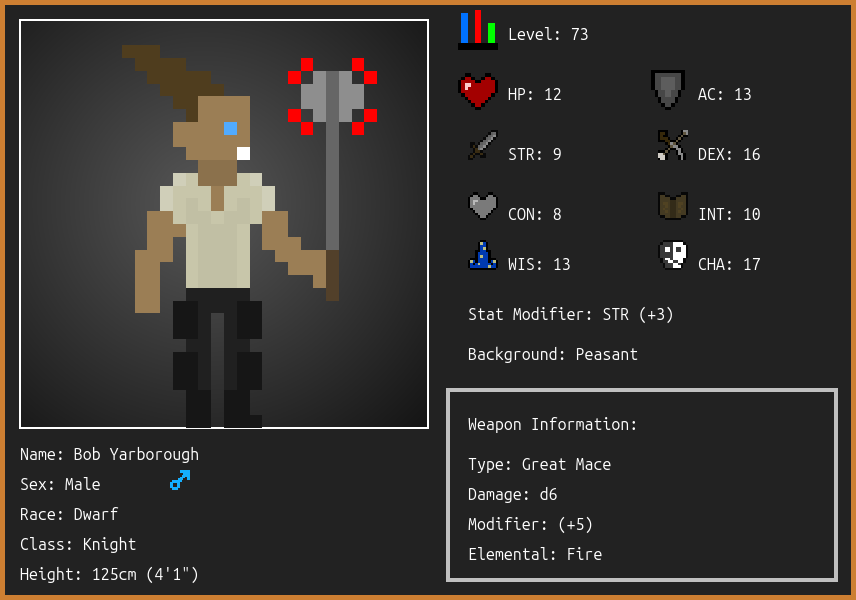 Level: 73
HP: 12
AC: 13
STR: 9
DEX: 16
CON: 8
INT: 10
WIS: 13
CHA: 17
Stat Modifier: STR (+3)
Background: Peasant
Weapon Information:
Type: Great Mace
Damage: d6
Modifier: (+5)
Elemental: Fire
Name: Bob Yarborough
Sex: Male
Race: Dwarf
Class: Knight
Height: 125cm (4'1")